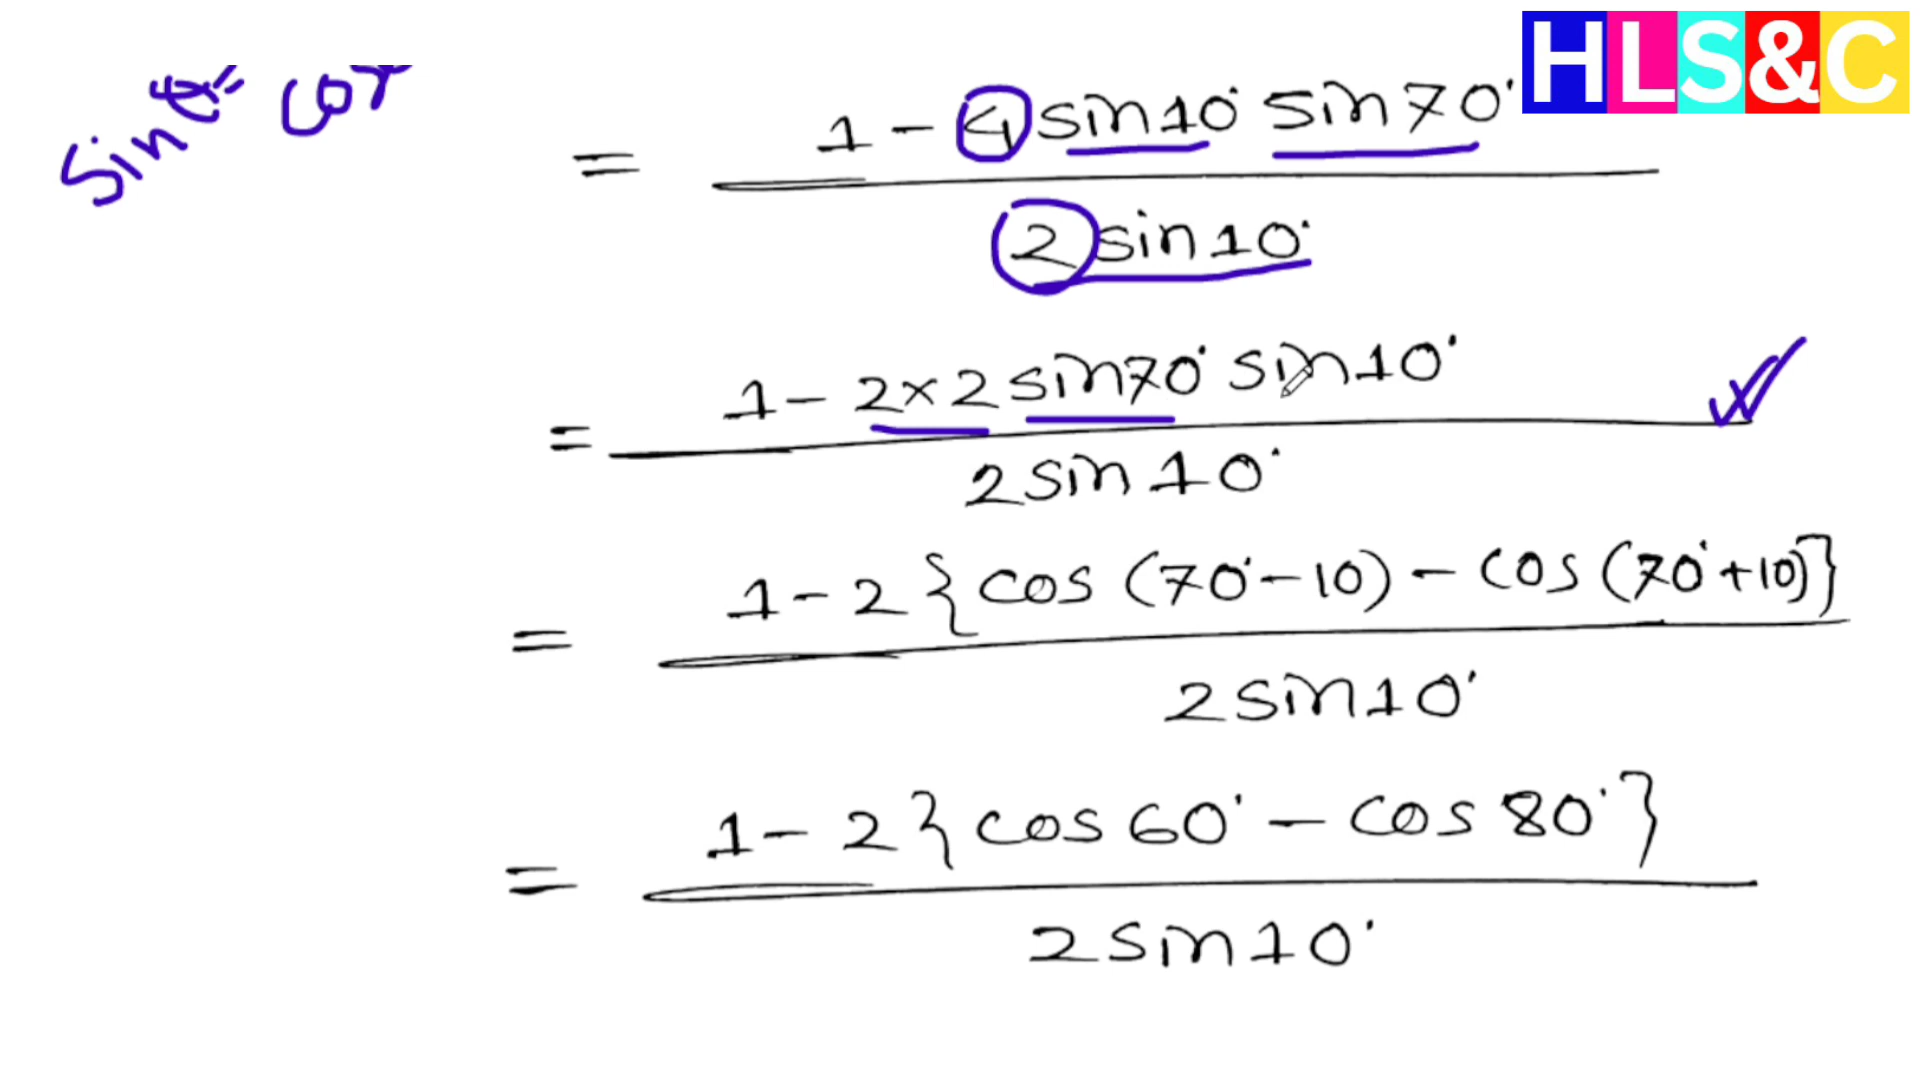 HLS&C
sinθ= cos
= 1 - 4 sin10° sin70°
2 sin10°
= 1 - 2×2 sin70° sin10°
2 sin10°
= 1 - 2{cos (70°-10) - cos (70°+10)}
2 sin10°
= 1 - 2{cos 60° - cos 80°}
2 sin10°